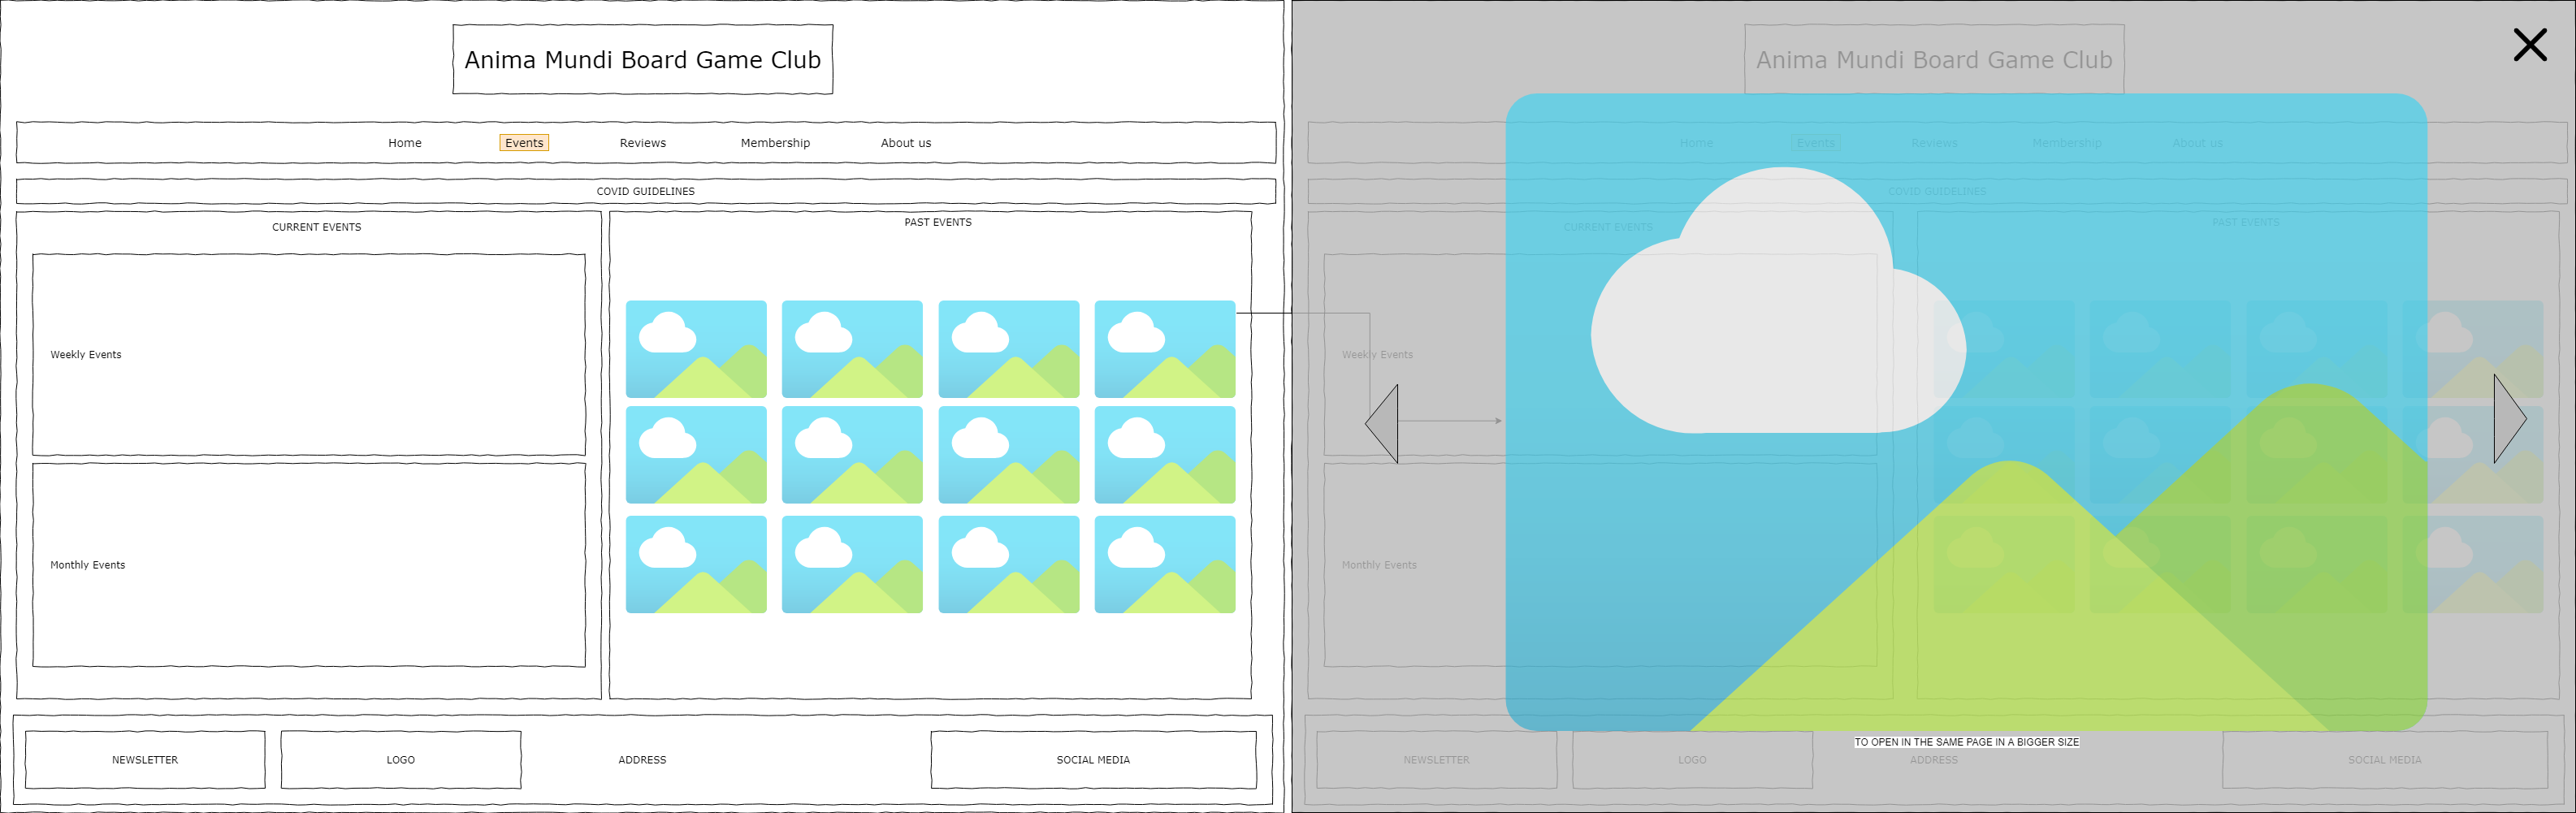 Anima Mundi Board Game Club
Home Events Reviews Membership About us
COVID GUIDELINES
CURRENT EVENTS
Weekly Events
Monthly Events
PAST EVENTS
NEWSLETTER
LOGO
ADDRESS
SOCIAL MEDIA
Anima Mundi Board Game Club
Home Events Reviews Membership About us
COVID GUIDELINES
CURRENT EVENTS
Weekly Events
Monthly Events
PAST EVENTS
TO OPEN IN THE SAME PAGE IN A BIGGER SIZE
NEWSLETTER
LOGO
ADDRESS
SOCIAL MEDIA